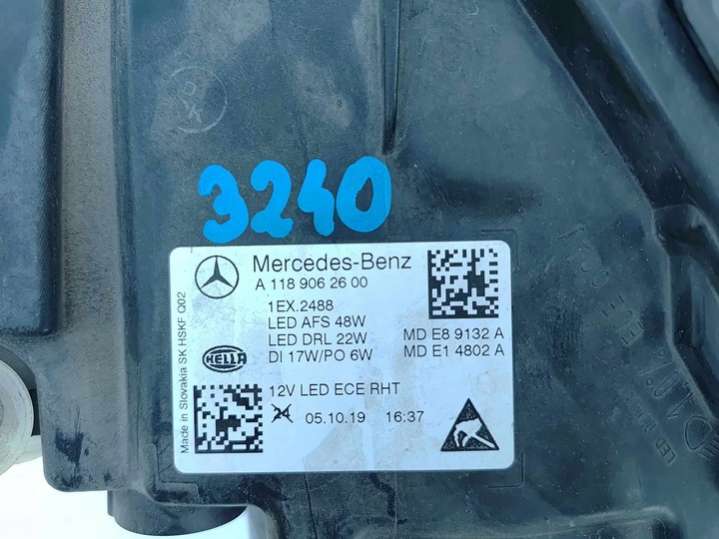 3240
Mercedes-Benz
A 118 906 26 00
1EX.2488
LED AFS 48W
LED DRL 22W MD E8 9132 A
DI 17W/PO 6W MD E1 4802 A
HELLA
12V LED ECE RHT
05.10.19 16:37
Made in Slovakia SK HSKF Q02